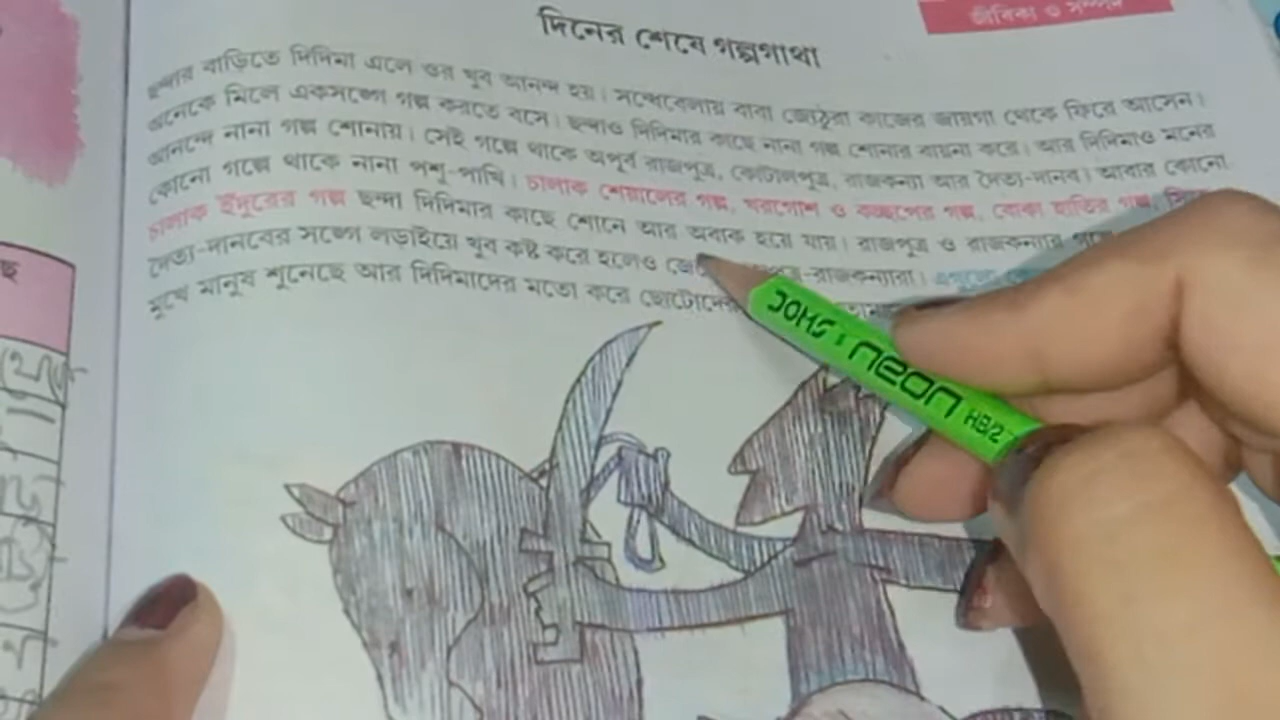 জীবিকা ও সম্পদ
দিনের শেষে গল্পগাথা
ছন্দার বাড়িতে দিদিমা এলে ওর খুব আনন্দ হয়। সন্ধেবেলায় বাবা জেঠুরা কাজের জায়গা থেকে ফিরে আসেন।
অনেকে মিলে একসঙ্গে গল্প করতে বসে। ছন্দাও দিদিমার কাছে নানা গল্প শোনার বায়না করে। আর দিদিমাও মনের
আনন্দে নানা গল্প শোনায়। সেই গল্পে থাকে অপূর্ব রাজপুত্র, কোটালপুত্র, রাজকন্যা আর দৈত্য-দানব। আবার কোনো
কোনো গল্পে থাকে নানা পশু-পাখি। চালাক শেয়ালের গল্প, খরগোশ ও কচ্ছপের গল্প, বোকা হাতির গল্প,
চালাক ইঁদুরের গল্প ছন্দা দিদিমার কাছে শোনে আর অবাক হয়ে যায়। রাজপুত্র ও রাজকন্যার
দৈত্য-দানবের সঙ্গে লড়াইয়ে খুব কষ্ট করে হলেও রাজকন্যারা। এগুলো
মুখে মানুষ শুনেছে আর দিদিমাদের মতো করে ছোটোদের
JOHS: neon HB/2